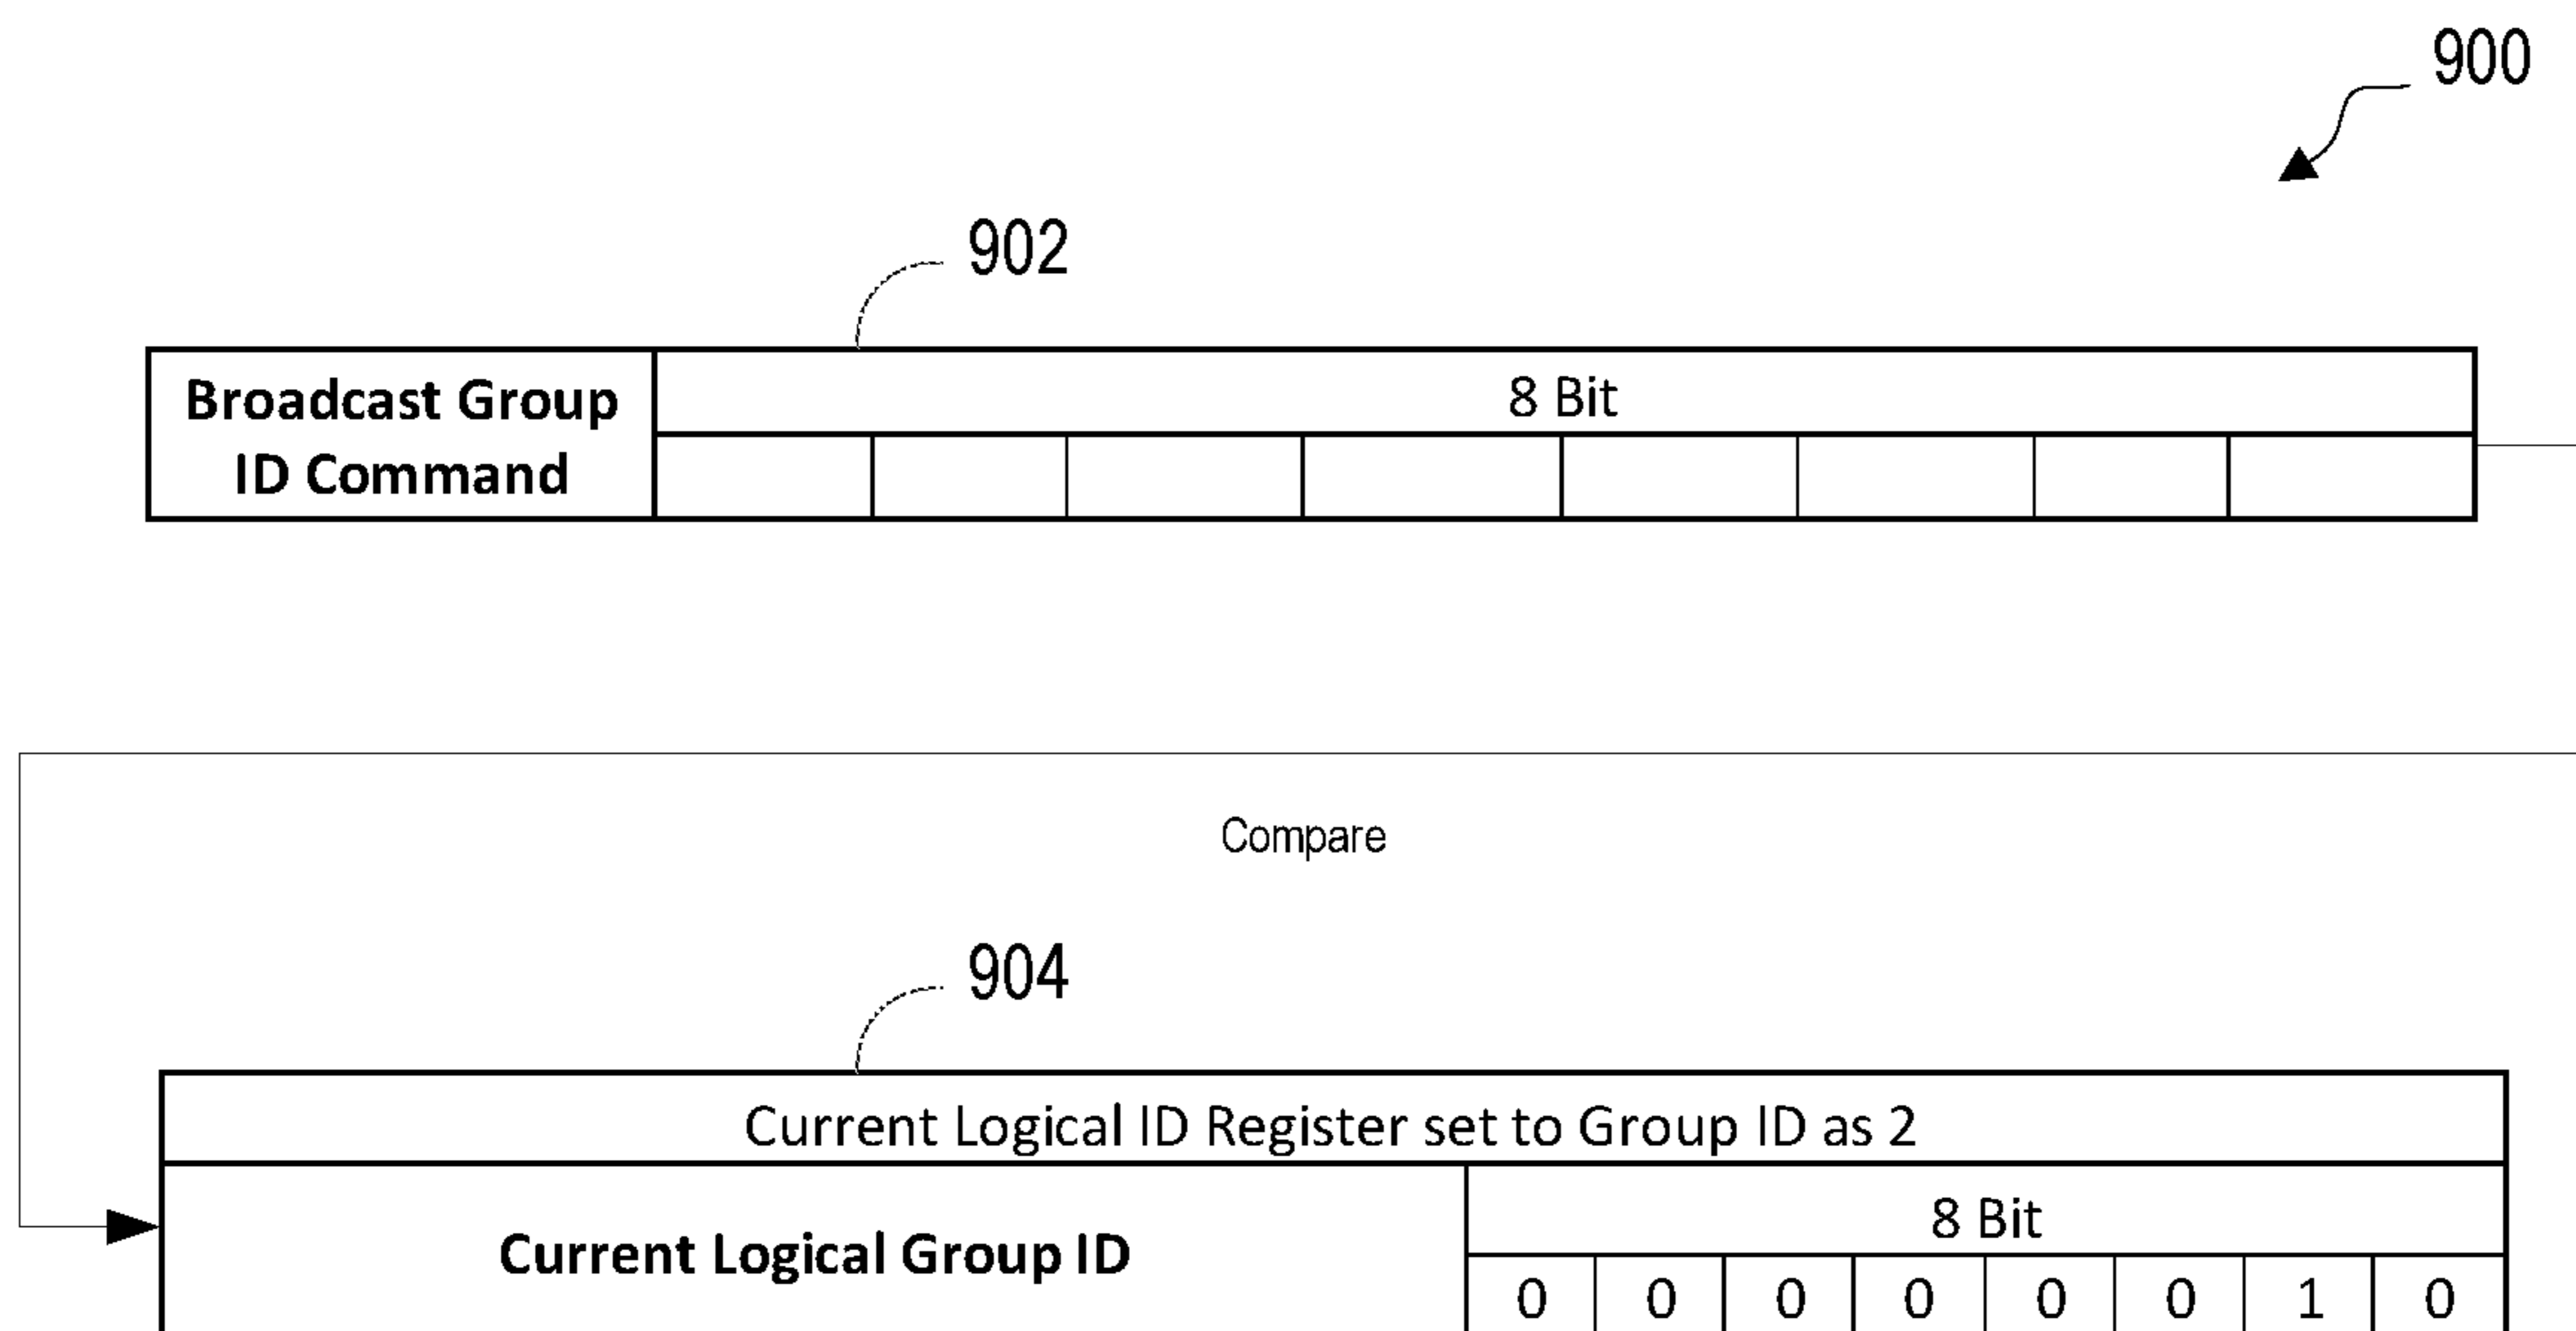 900
902
Broadcast Group
ID Command
8 Bit
Compare
904
Current Logical ID Register set to Group ID as 2
Current Logical Group ID
8 Bit
0 0 0 0 0 0 1 0